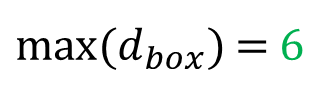 max(d_box) = 6